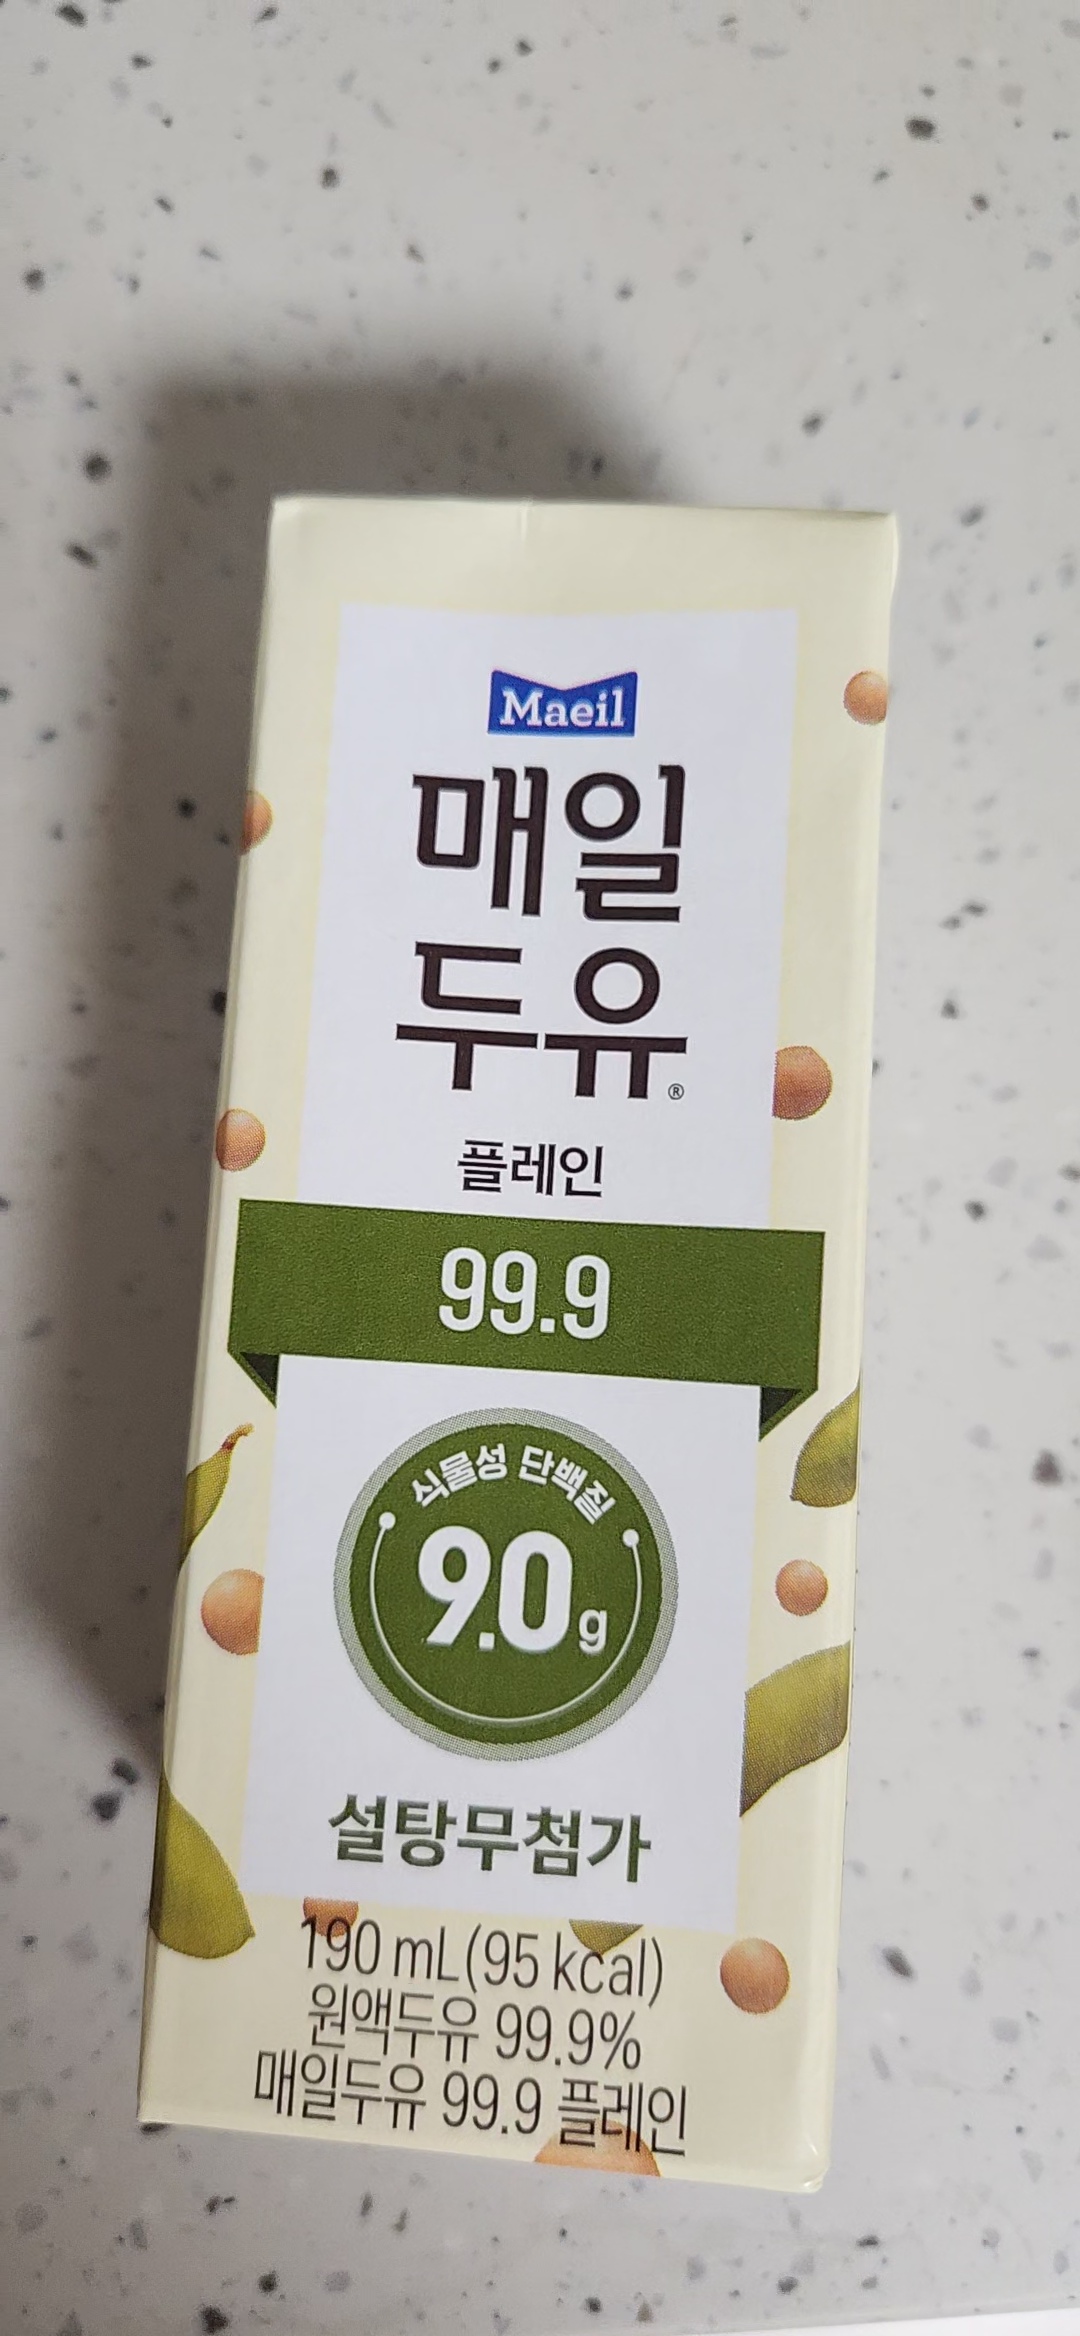 Maeil
매일
두유®
플레인
99.9
식물성 단백질
9.0g
설탕무첨가
190 mL(95 kcal)
원액두유 99.9%
매일두유 99.9 플레인